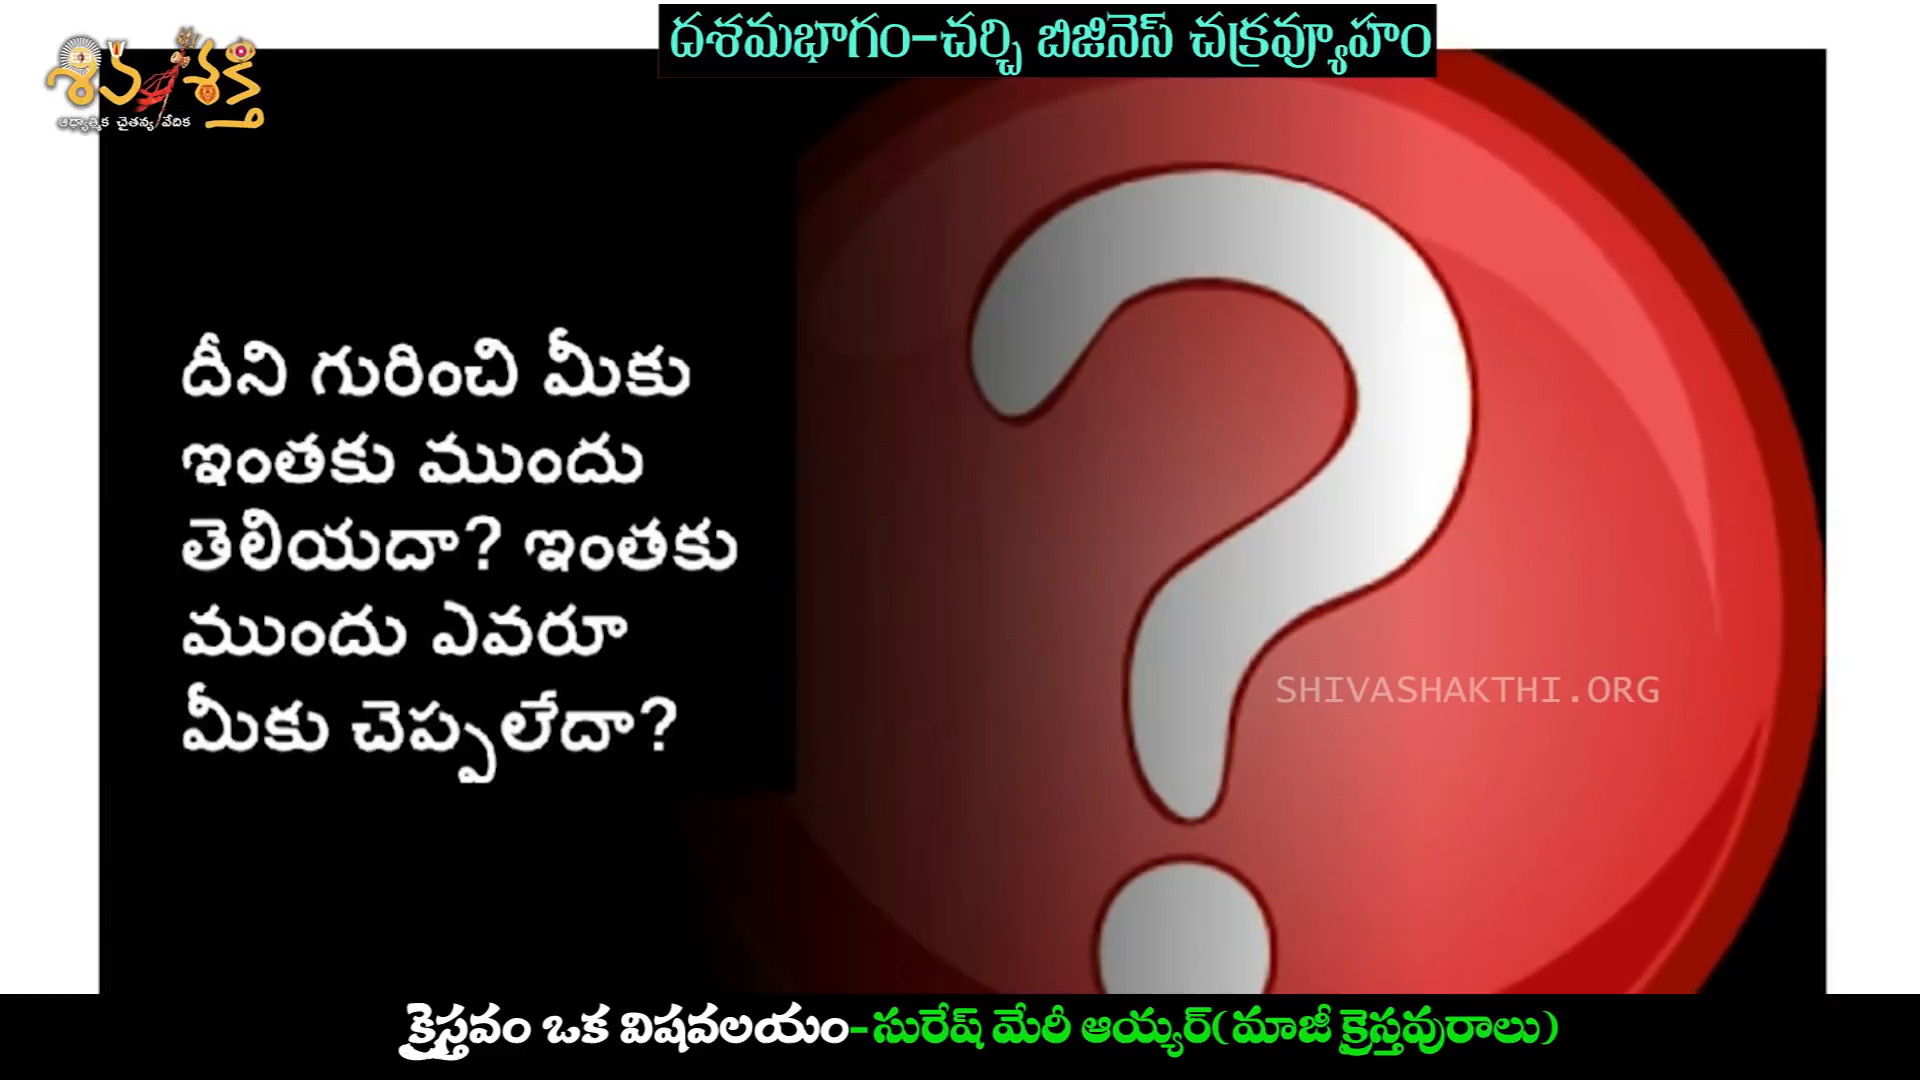 దశమభాగం-చర్చి బిజినెస్ చక్రవ్యూహం
శివశక్తి
ఆధ్యాత్మిక చైతన్య వేదిక
దీని గురించి మీకు
ఇంతకు ముందు
తెలియదా? ఇంతకు
ముందు ఎవరూ
మీకు చెప్పలేదా?
SHIVASHAKTHI.ORG
క్రైస్తవం ఒక విషవలయం-సురేష్ మేరీ ఆయ్యర్(మాజీ క్రైస్తవురాలు)